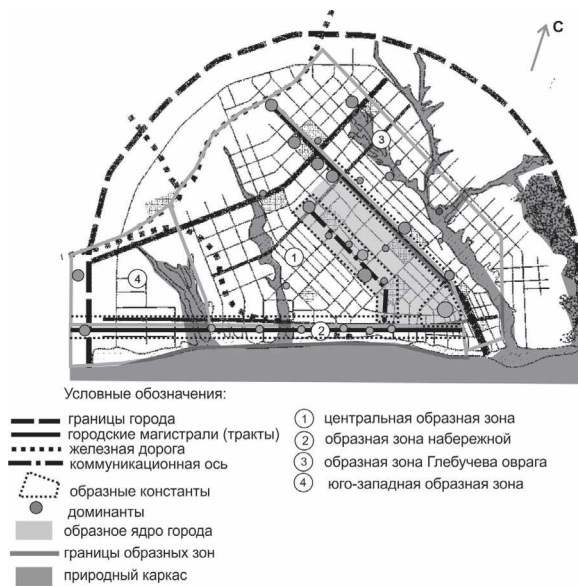 С
3
1
4
2
Условные обозначения:
границы города
городские магистрали (тракты)
железная дорога
коммуникационная ось
образные константы
доминанты
образное ядро города
границы образных зон
природный каркас
1 центральная образная зона
2 образная зона набережной
3 образная зона Глебучева оврага
4 юго-западная образная зона